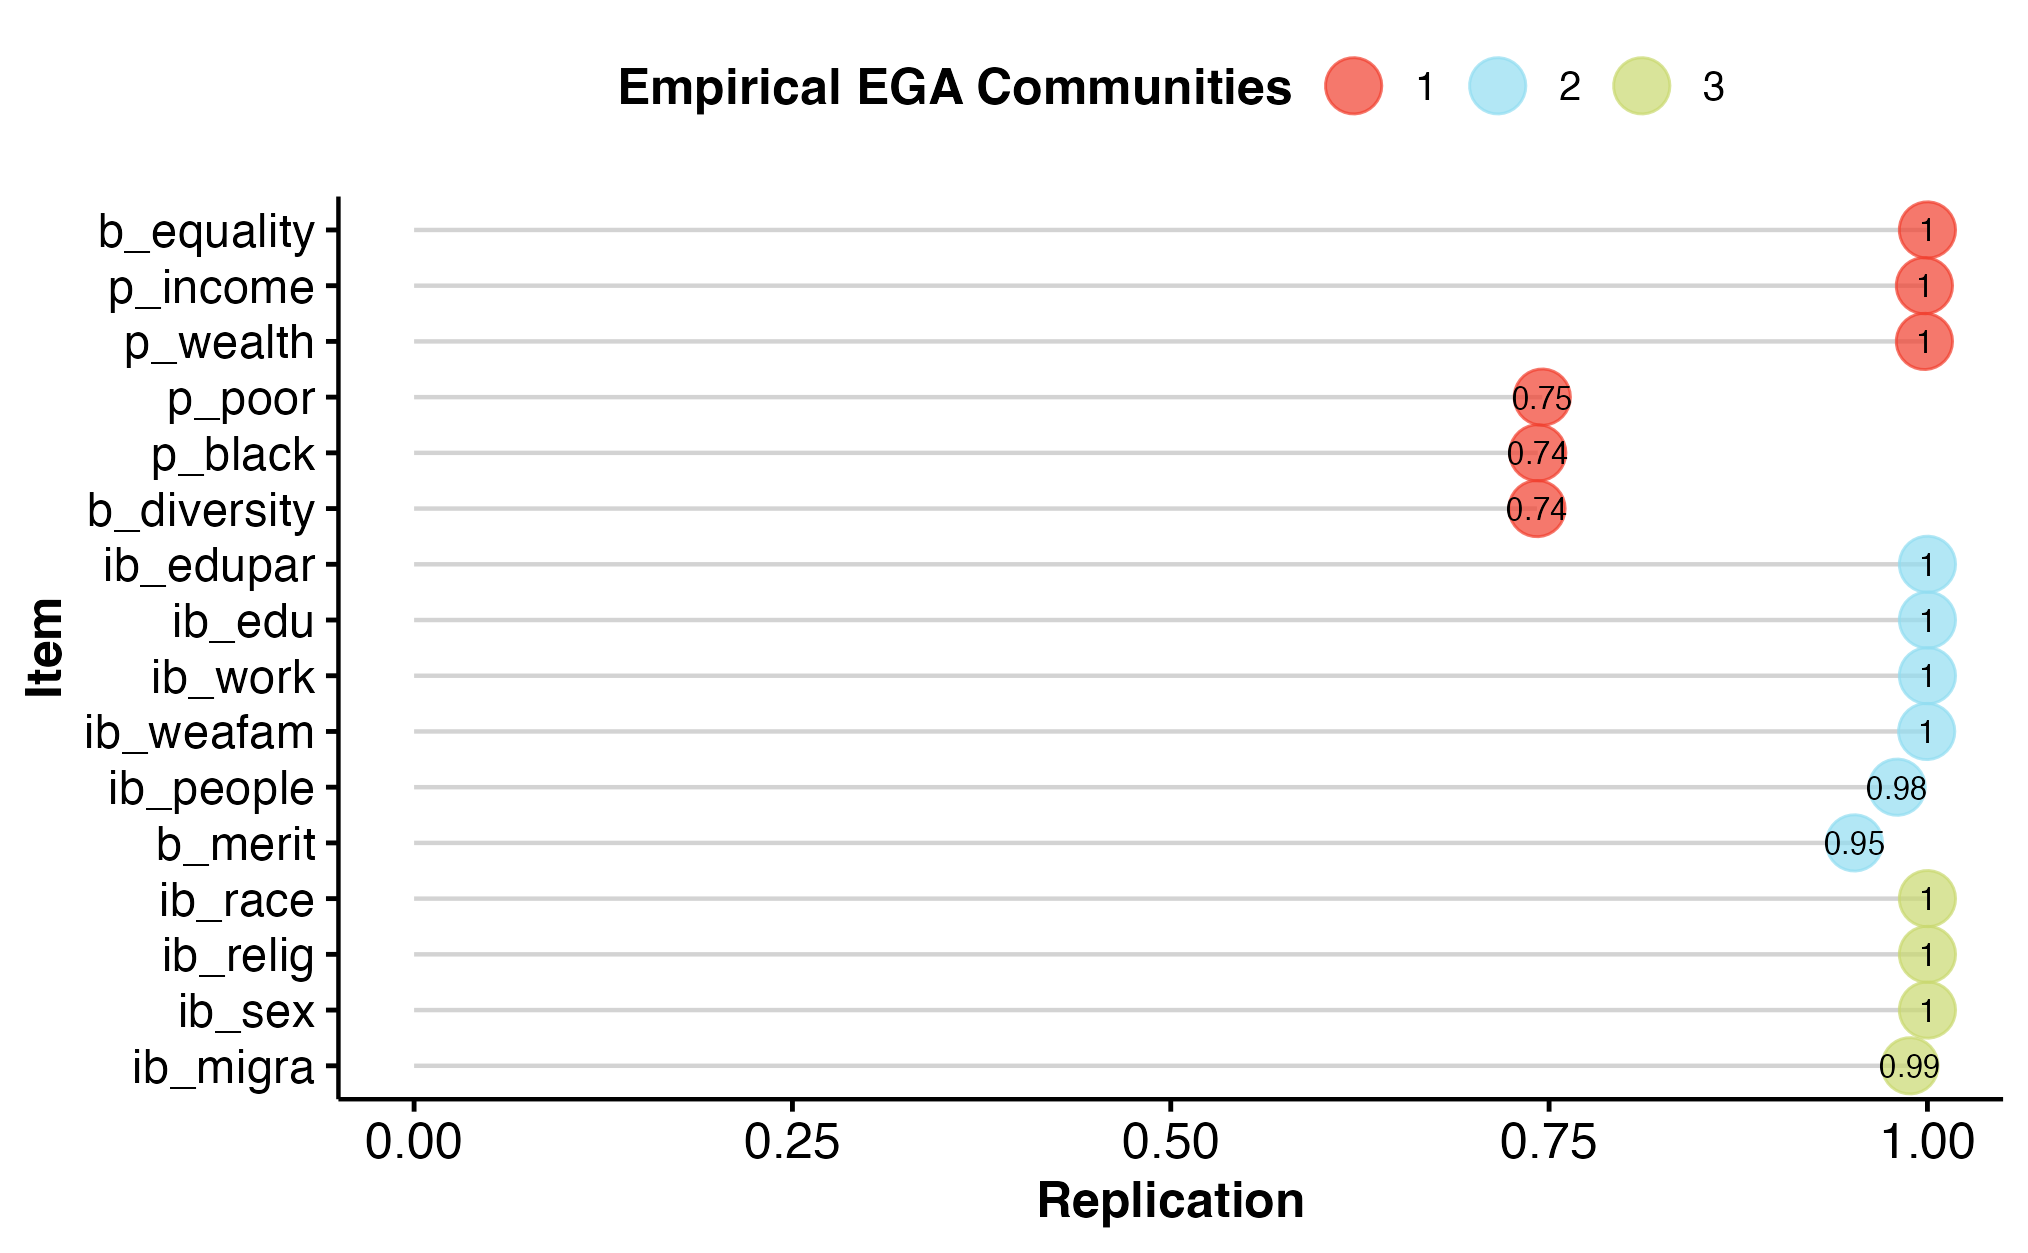 Empirical EGA Communities 1 2 3
b_equality 1
p_income 1
p_wealth 1
p_poor 0.75
p_black 0.74
b_diversity 0.74
ib_edupar 1
ib_edu 1
ib_work 1
ib_weafam 1
ib_people 0.98
b_merit 0.95
ib_race 1
ib_relig 1
ib_sex 1
ib_migra 0.99
Item
0.00 0.25 0.50 0.75 1.00
Replication